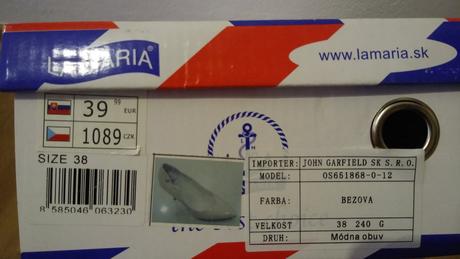 LAMARIA®
www.lamaria.sk
39 99 EUR
1089 CZK
SIZE 38
8 585046 063230
IMPORTER: JOHN GARFIELD SK S.R.O.
MODEL: OS651868-0-12
FARBA: BEZOVA
VELKOST 38 240 G
DRUH: Módna obuv
the